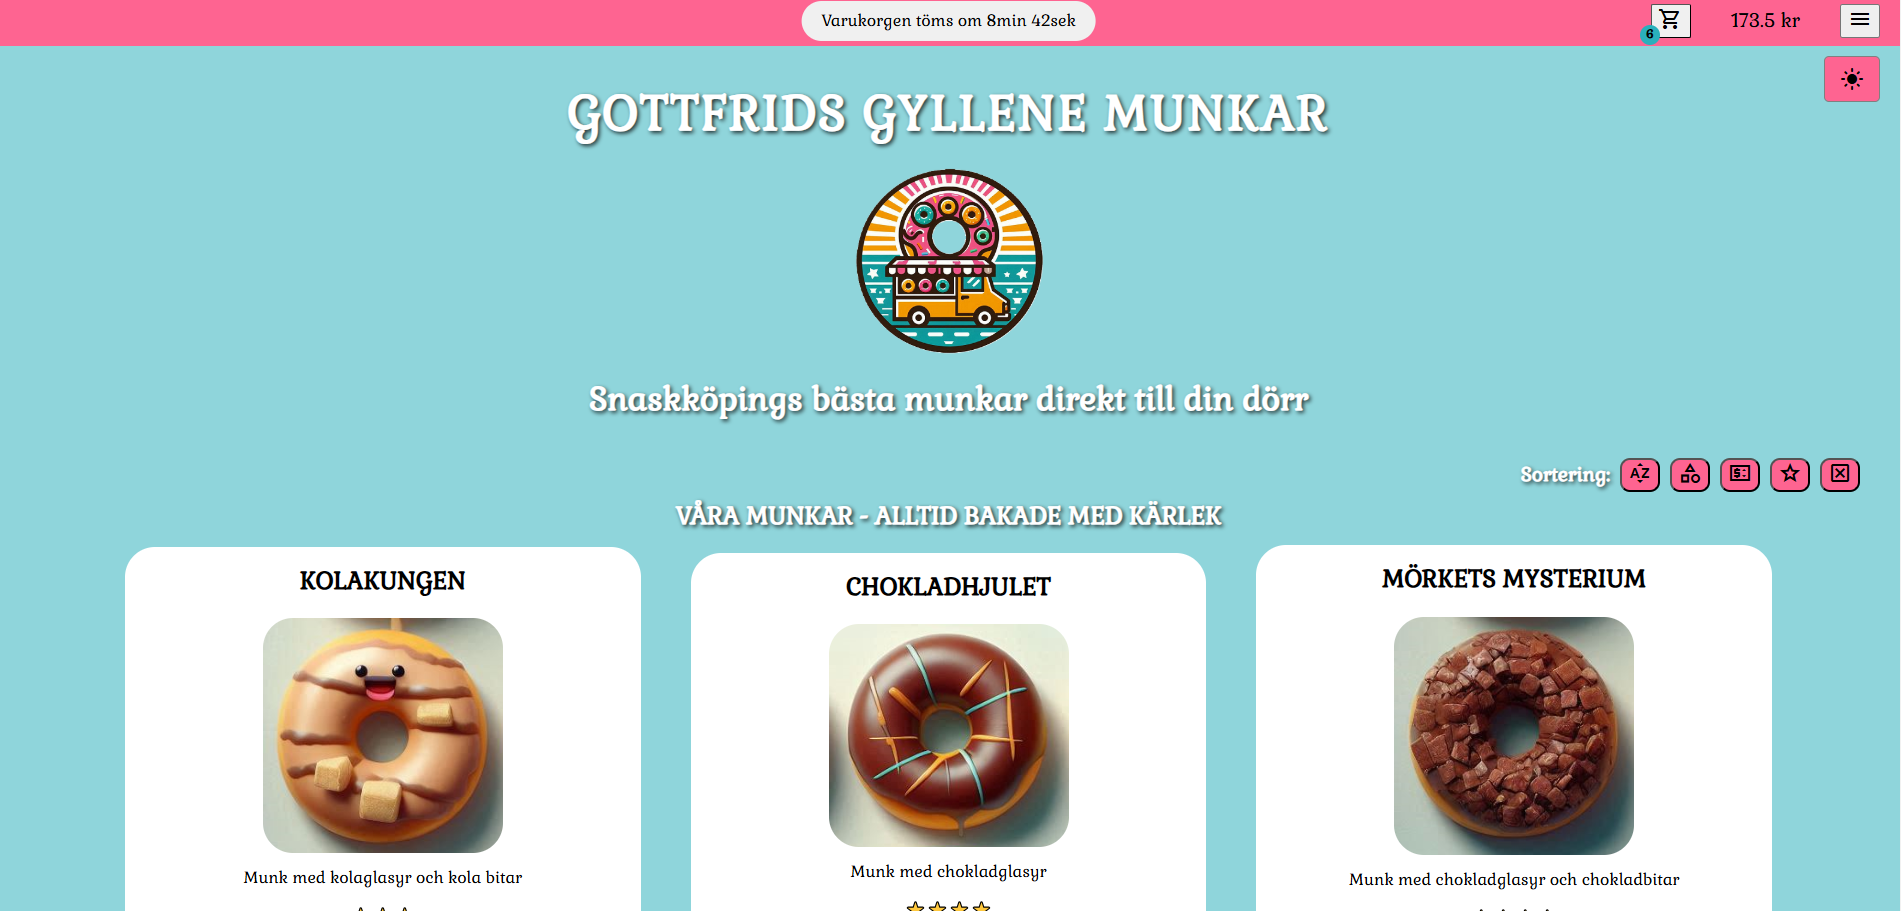 Varukorgen töms om 8min 42sek
6
173.5 kr
GOTTFRIDS GYLLENE MUNKAR
Snaskköpings bästa munkar direkt till din dörr
Sortering:
AZ
$
VÅRA MUNKAR - ALLTID BAKADE MED KÄRLEK
KOLAKUNGEN
Munk med kolaglasyr och kola bitar
CHOKLADHJULET
Munk med chokladglasyr
MÖRKETS MYSTERIUM
Munk med chokladglasyr och chokladbitar